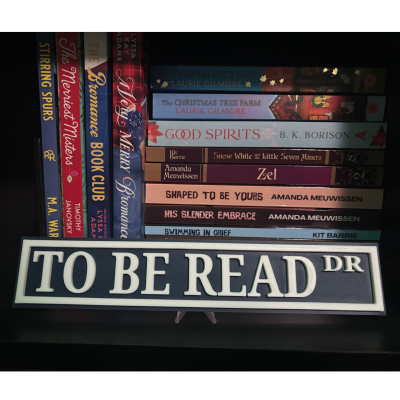 STIRRING SPURS
M.A. WAR
The Merriest Misters
TIMOTHY
JANOVSKY
The
Bromance
BOOK CLUB
LYSSA
KAY
ADAMS
A Very MERRY Bromance
LAURIE GILMORE
THE CHRISTMAS TREE FARM
LAURIE GILMORE
GOOD SPIRITS B. K. BORISON
Kit Barrie Snow White and the Little Seven Miners
Amanda
Meuwissen Zel
SHAPED TO BE YOURS AMANDA MEUWISSEN
HIS SLENDER EMBRACE AMANDA MEUWISSEN
SWIMMING IN GRIEF KIT BARRIE
TO BE READ DR